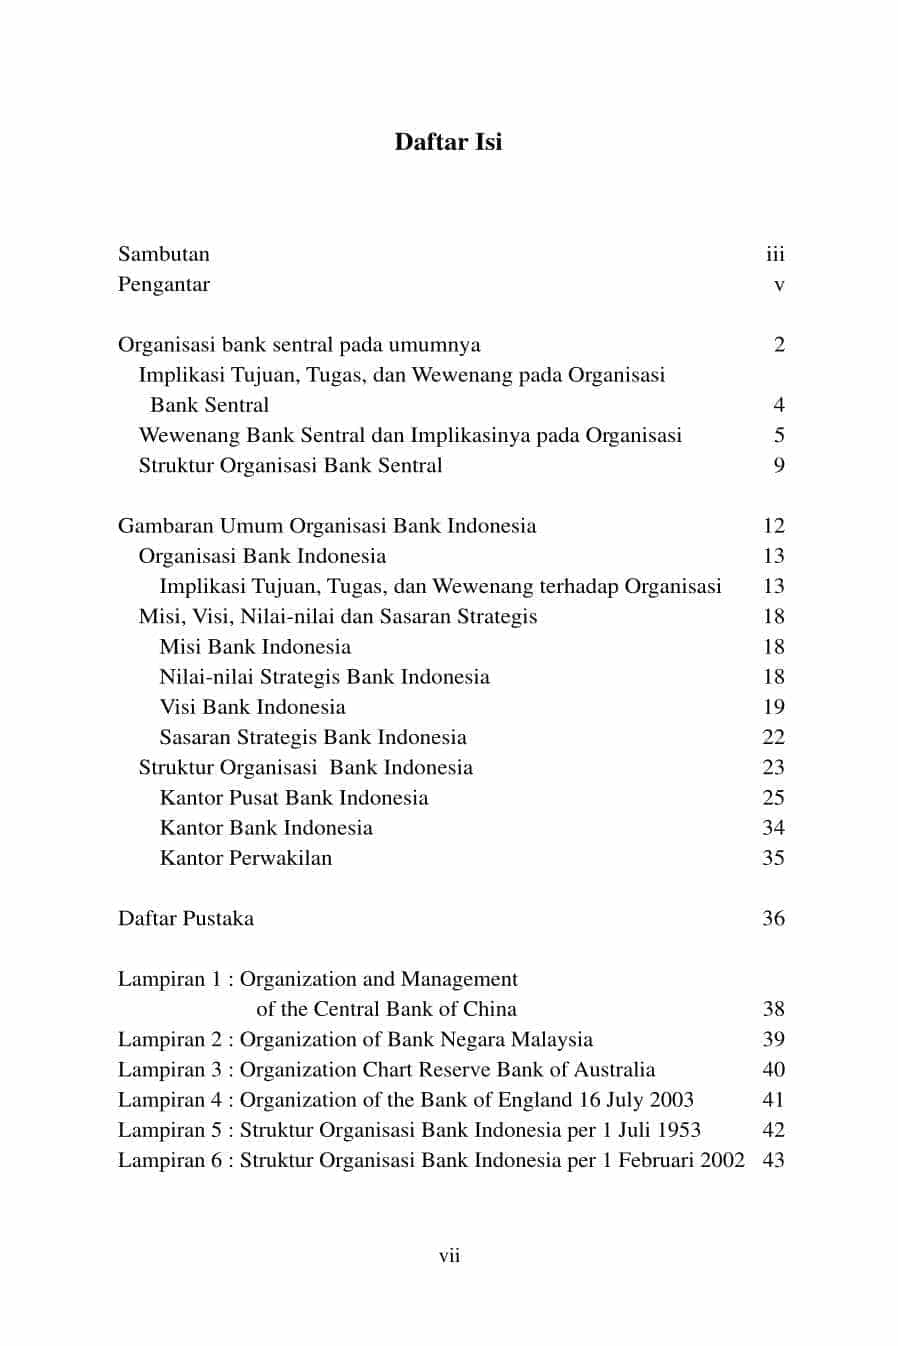 Daftar Isi
Sambutan iii
Pengantar v
Organisasi bank sentral pada umumnya 2
Implikasi Tujuan, Tugas, dan Wewenang pada Organisasi
Bank Sentral 4
Wewenang Bank Sentral dan Implikasinya pada Organisasi 5
Struktur Organisasi Bank Sentral 9
Gambaran Umum Organisasi Bank Indonesia 12
Organisasi Bank Indonesia 13
Implikasi Tujuan, Tugas, dan Wewenang terhadap Organisasi 13
Misi, Visi, Nilai-nilai dan Sasaran Strategis 18
Misi Bank Indonesia 18
Nilai-nilai Strategis Bank Indonesia 18
Visi Bank Indonesia 19
Sasaran Strategis Bank Indonesia 22
Struktur Organisasi  Bank Indonesia 23
Kantor Pusat Bank Indonesia 25
Kantor Bank Indonesia 34
Kantor Perwakilan 35
Daftar Pustaka 36
Lampiran 1 : Organization and Management
of the Central Bank of China 38
Lampiran 2 : Organization of Bank Negara Malaysia 39
Lampiran 3 : Organization Chart Reserve Bank of Australia 40
Lampiran 4 : Organization of the Bank of England 16 July 2003 41
Lampiran 5 : Struktur Organisasi Bank Indonesia per 1 Juli 1953 42
Lampiran 6 : Struktur Organisasi Bank Indonesia per 1 Februari 2002 43
vii